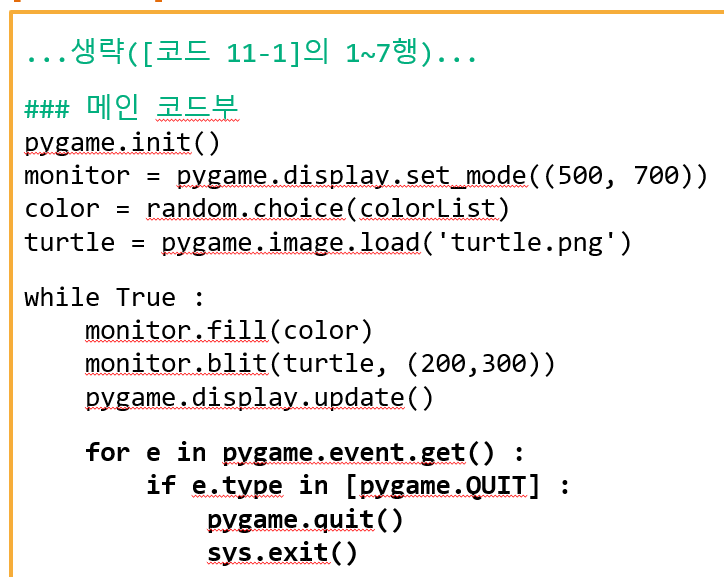 ...생략([코드 11-1]의 1~7행)...
### 메인 코드부
pygame.init()
monitor = pygame.display.set_mode((500, 700))
color = random.choice(colorList)
turtle = pygame.image.load('turtle.png')
while True :
    monitor.fill(color)
    monitor.blit(turtle, (200,300))
    pygame.display.update()
    for e in pygame.event.get() :
        if e.type in [pygame.QUIT] :
            pygame.quit()
            sys.exit()